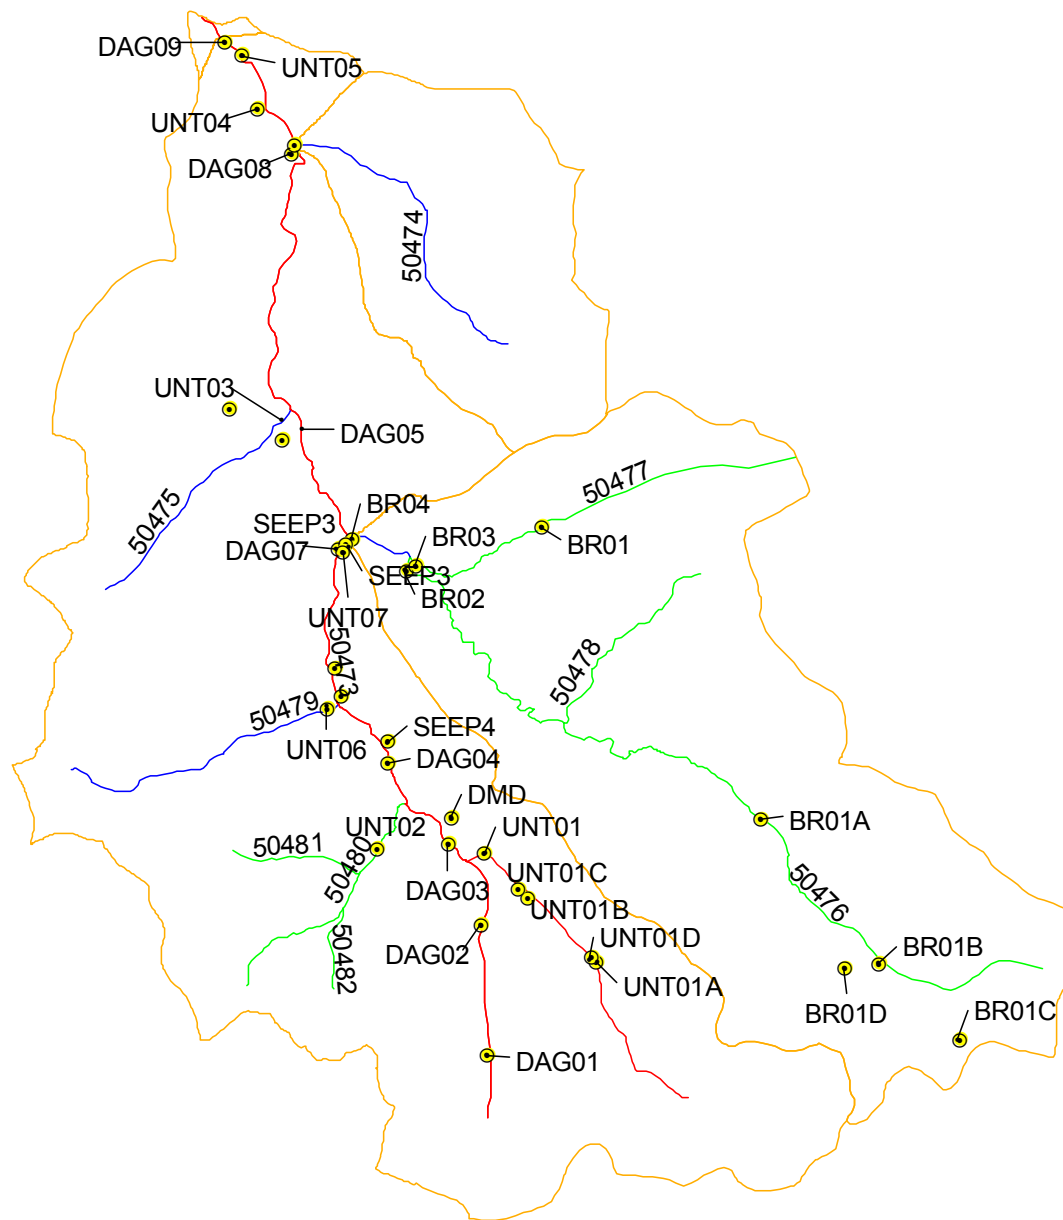 DAG09
UNT05
UNT04
DAG08
50474
UNT03
DAG05
50475
50477
BR04
SEEP3
BR03
BR01
DAG07
SEEP3
BR02
UNT07
50473
50478
50479
UNT06
SEEP4
DAG04
DMD
UNT02
UNT01
BR01A
50481
50480
DAG03
UNT01C
UNT01B
50476
UNT01D
DAG02
50482
UNT01A
BR01B
BR01D
BR01C
DAG01